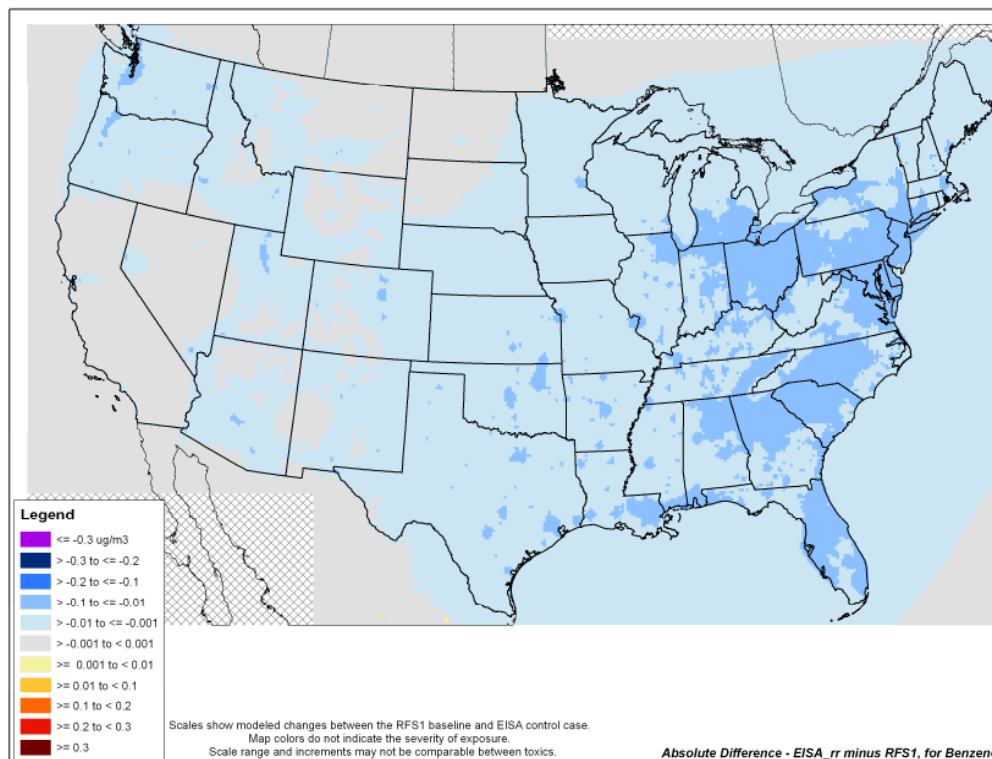 Legend
<= -0.3 ug/m3
> -0.3 to <= -0.2
> -0.2 to <= -0.1
> -0.1 to <= -0.01
> -0.01 to <= -0.001
> -0.001 to < 0.001
>= 0.001 to < 0.01
>= 0.01 to < 0.1
>= 0.1 to < 0.2
>= 0.2 to < 0.3
>= 0.3
Scales show modeled changes between the RFS1 baseline and EISA control case.
Map colors do not indicate the severity of exposure.
Scale range and increments may not be comparable between toxics.
Absolute Difference - EISA_rr minus RFS1, for Benzene